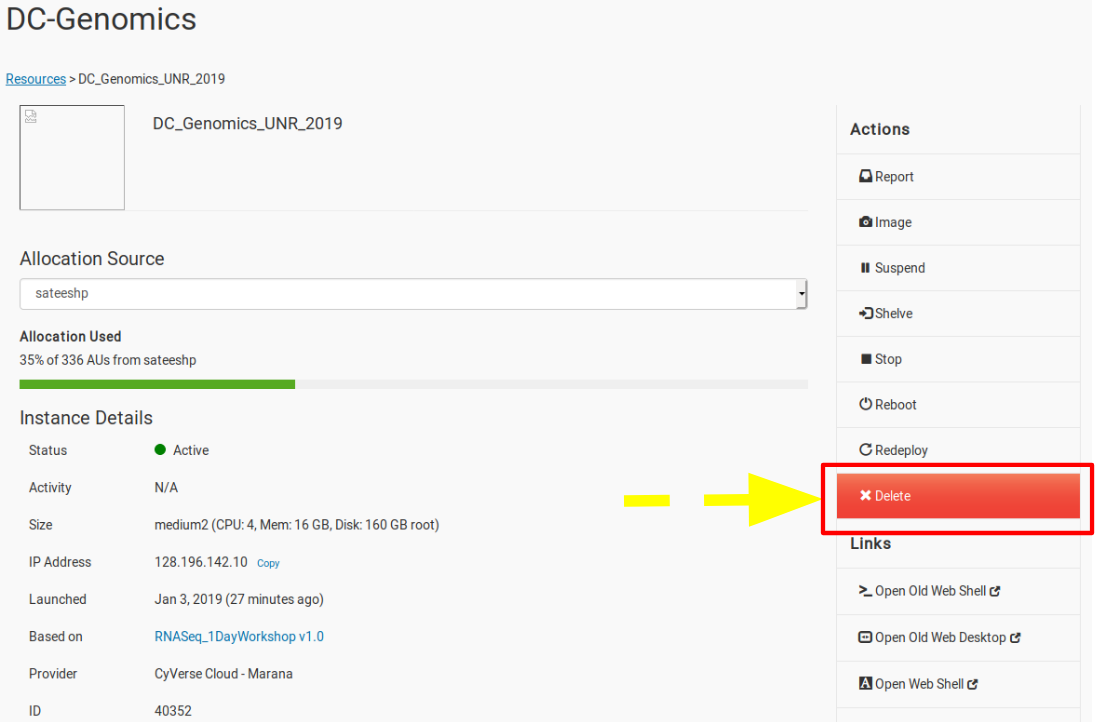 DC-Genomics
Resources > DC_Genomics_UNR_2019
DC_Genomics_UNR_2019
Allocation Source
sateeshp
Allocation Used
35% of 336 AUs from sateeshp
Instance Details
Status Active
Activity N/A
Size medium2 (CPU: 4, Mem: 16 GB, Disk: 160 GB root)
IP Address 128.196.142.10 Copy
Launched Jan 3, 2019 (27 minutes ago)
Based on RNASeq_1DayWorkshop v1.0
Provider CyVerse Cloud - Marana
ID 40352
Actions
Report
Image
Suspend
Shelve
Stop
Reboot
Redeploy
Delete
Links
Open Old Web Shell
Open Old Web Desktop
Open Web Shell